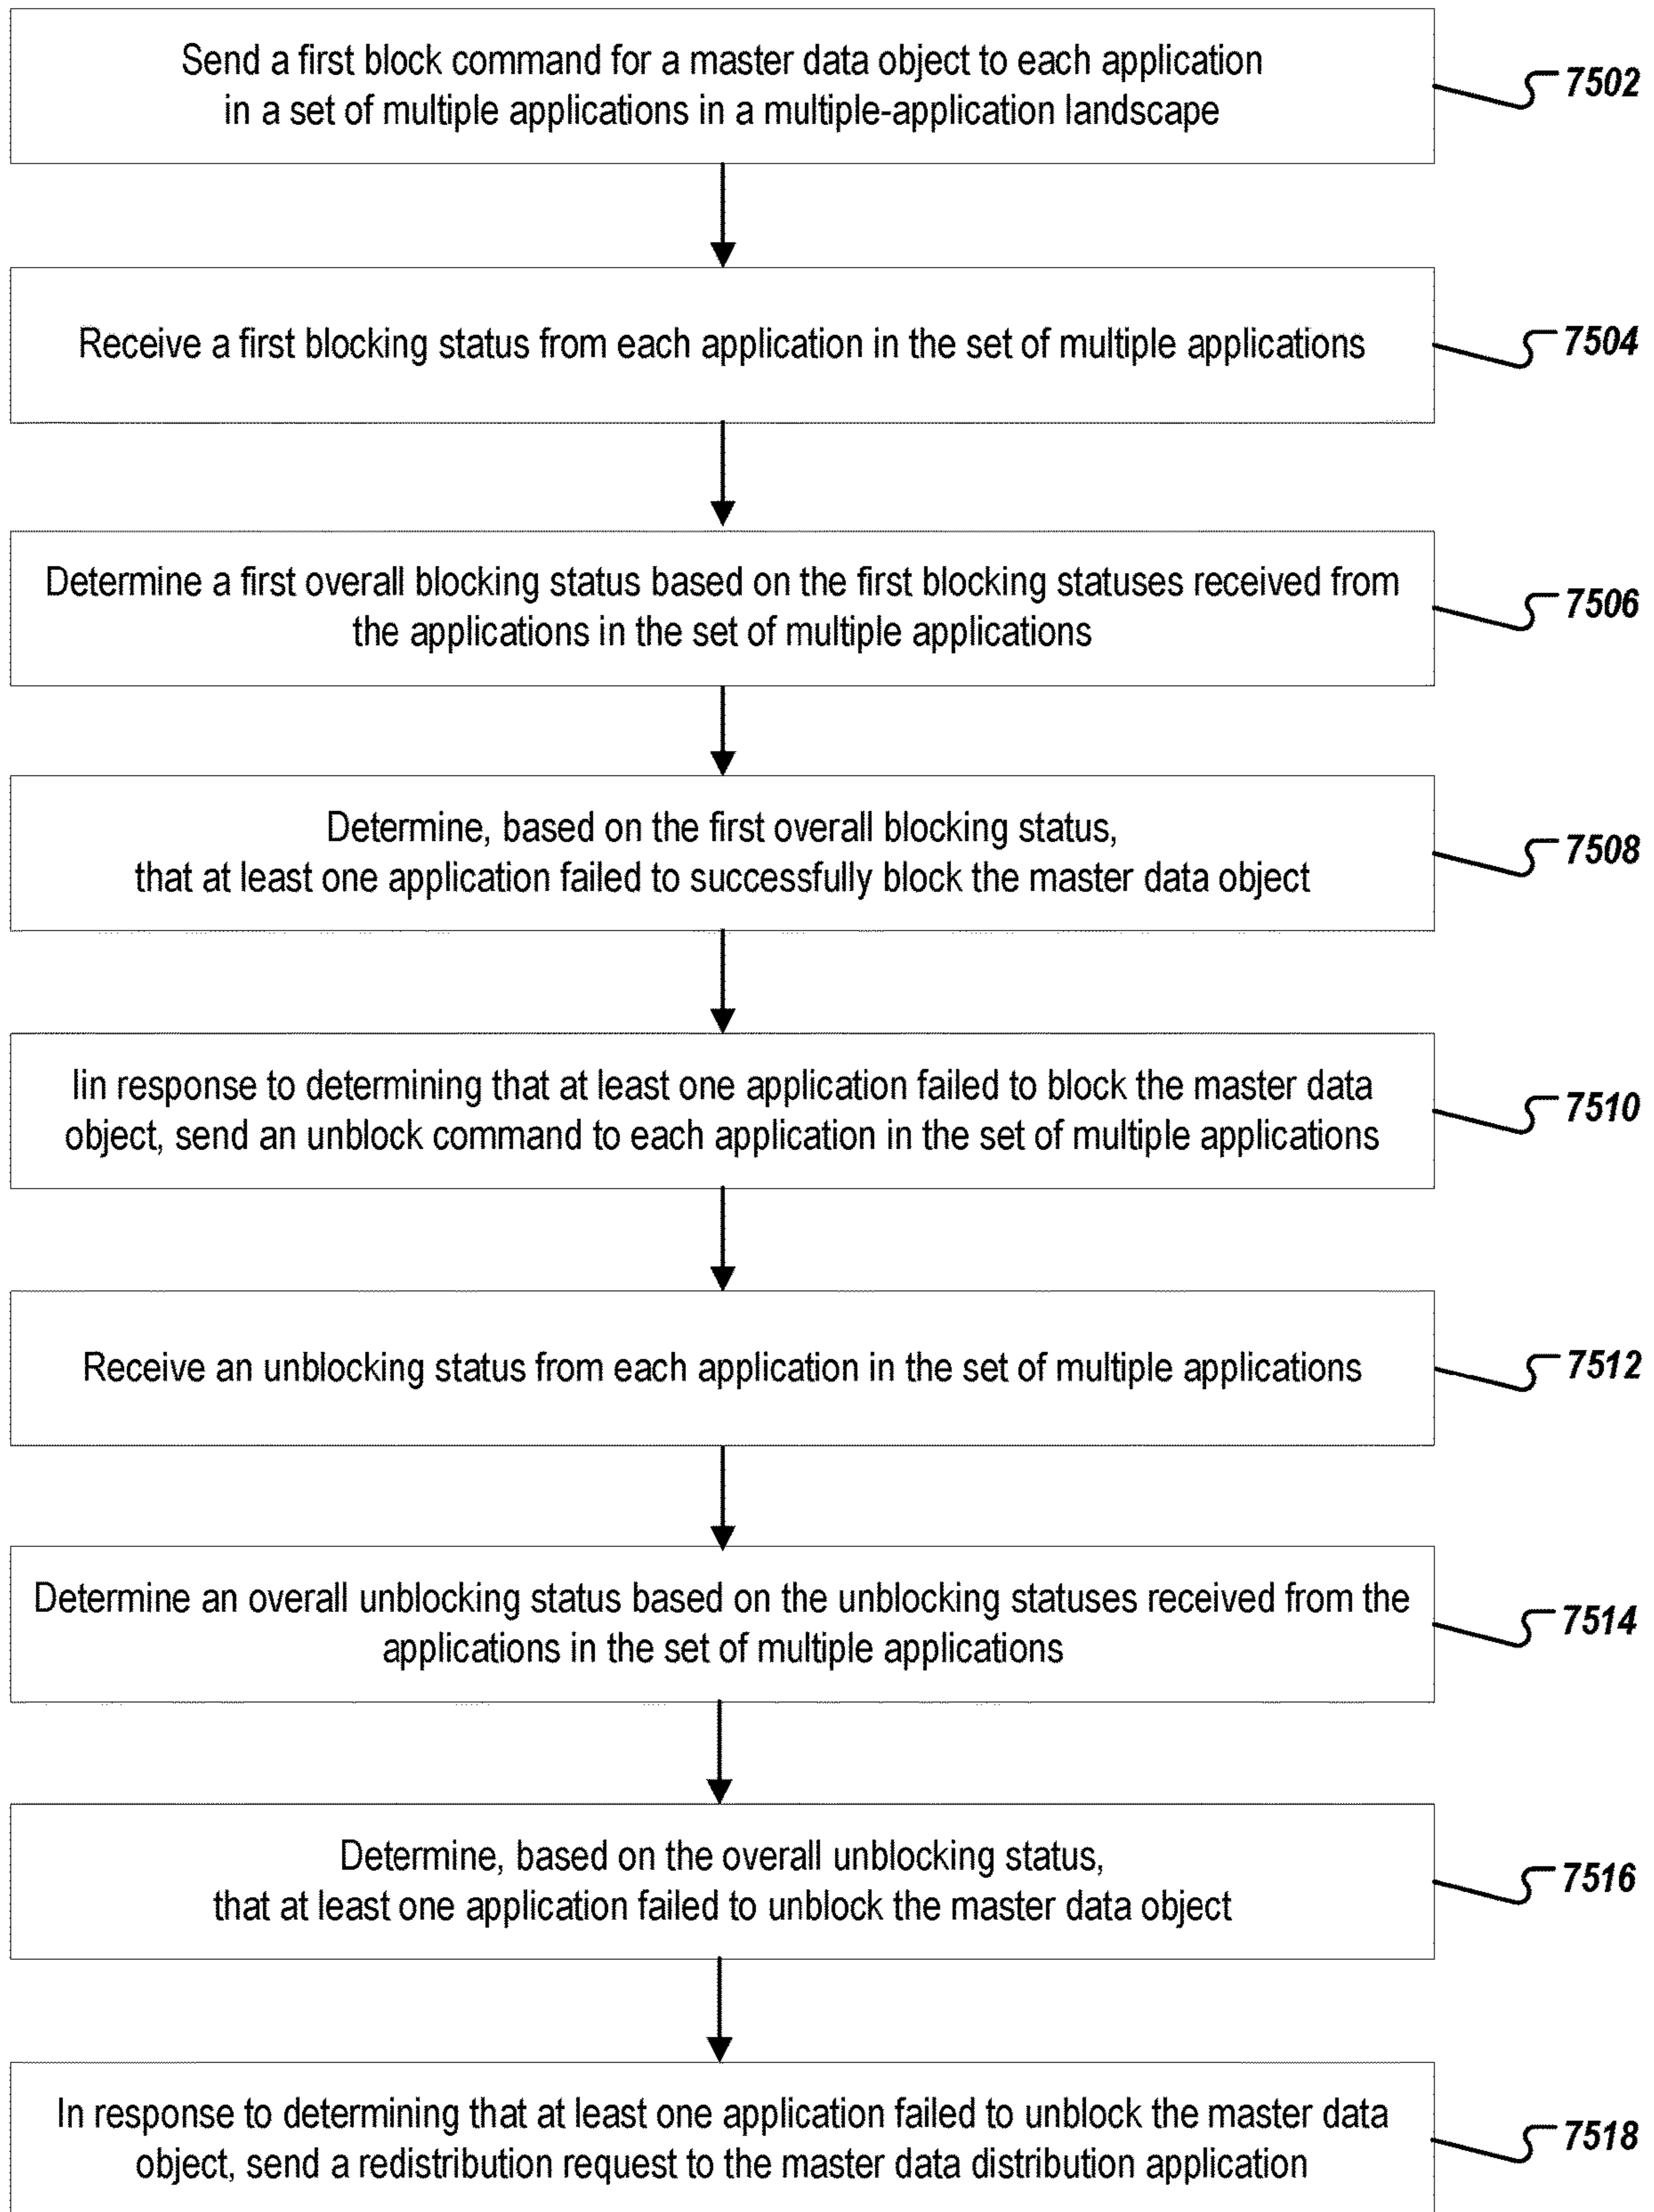 Send a first block command for a master data object to each application
in a set of multiple applications in a multiple-application landscape
7502
Receive a first blocking status from each application in the set of multiple applications
7504
Determine a first overall blocking status based on the first blocking statuses received from
the applications in the set of multiple applications
7506
Determine, based on the first overall blocking status,
that at least one application failed to successfully block the master data object
7508
Iin response to determining that at least one application failed to block the master data
object, send an unblock command to each application in the set of multiple applications
7510
Receive an unblocking status from each application in the set of multiple applications
7512
Determine an overall unblocking status based on the unblocking statuses received from the
applications in the set of multiple applications
7514
Determine, based on the overall unblocking status,
that at least one application failed to unblock the master data object
7516
In response to determining that at least one application failed to unblock the master data
object, send a redistribution request to the master data distribution application
7518